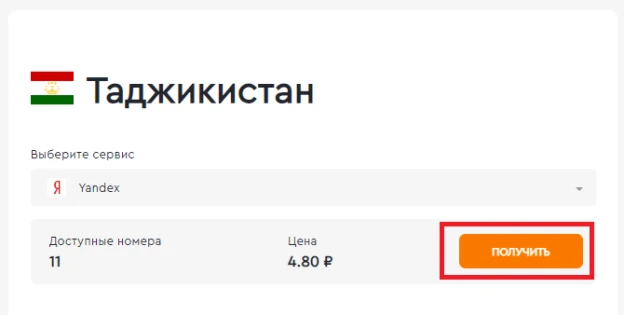 Таджикистан
Выберите сервис
Я Yandex
Доступные номера Цена
11 4.80 ₽
ПОЛУЧИТЬ